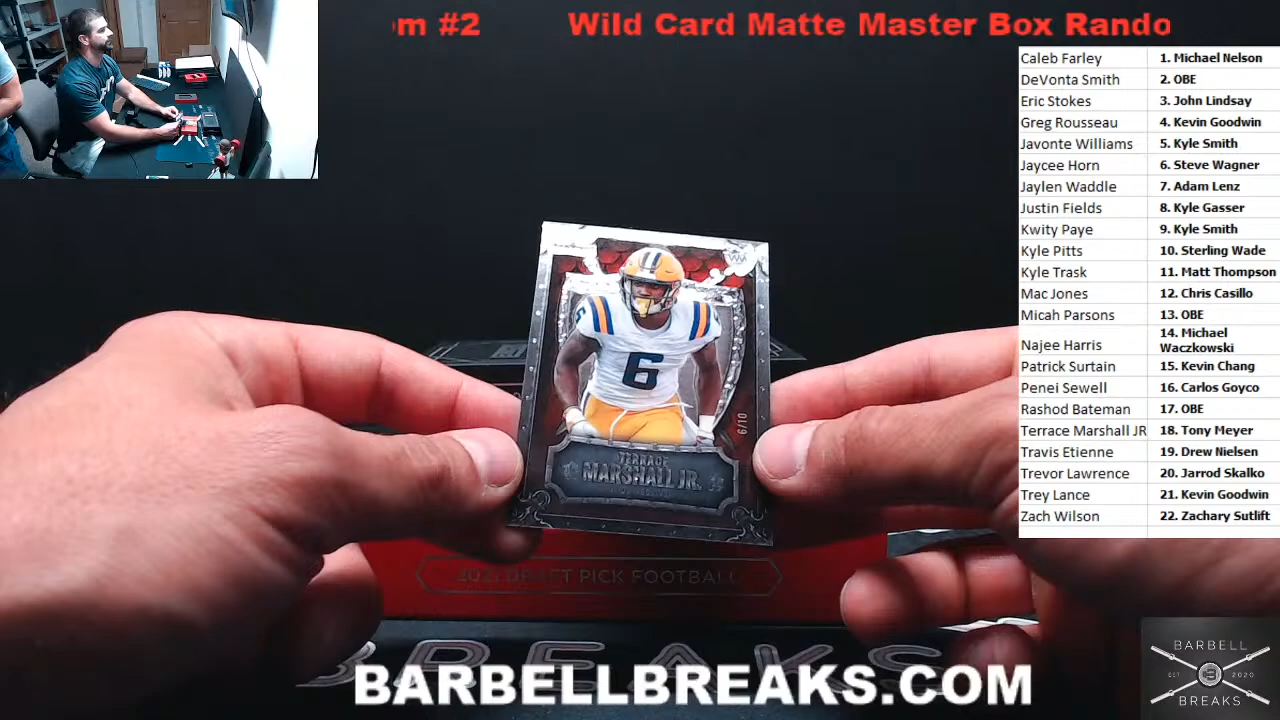 om #2 Wild Card Matte Master Box Rando
Caleb Farley 1. Michael Nelson
DeVonta Smith 2. OBE
Eric Stokes 3. John Lindsay
Greg Rousseau 4. Kevin Goodwin
Javonte Williams 5. Kyle Smith
Jaycee Horn 6. Steve Wagner
Jaylen Waddle 7. Adam Lenz
Justin Fields 8. Kyle Gasser
Kwity Paye 9. Kyle Smith
Kyle Pitts 10. Sterling Wade
Kyle Trask 11. Matt Thompson
Mac Jones 12. Chris Casillo
Micah Parsons 13. OBE
Najee Harris 14. Michael Waczkowski
Patrick Surtain 15. Kevin Chang
Penei Sewell 16. Carlos Goyco
Rashod Bateman 17. OBE
Terrace Marshall JR 18. Tony Meyer
Travis Etienne 19. Drew Nielsen
Trevor Lawrence 20. Jarrod Skalko
Trey Lance 21. Kevin Goodwin
Zach Wilson 22. Zachary Sutlift
6
6
6/10
TERRACE
MARSHALL JR.
2021 DRAFT PICK FOOTBALL
BREAKS
BARBELLBREAKS.COM
BARBELL
EST 2020
BREAKS